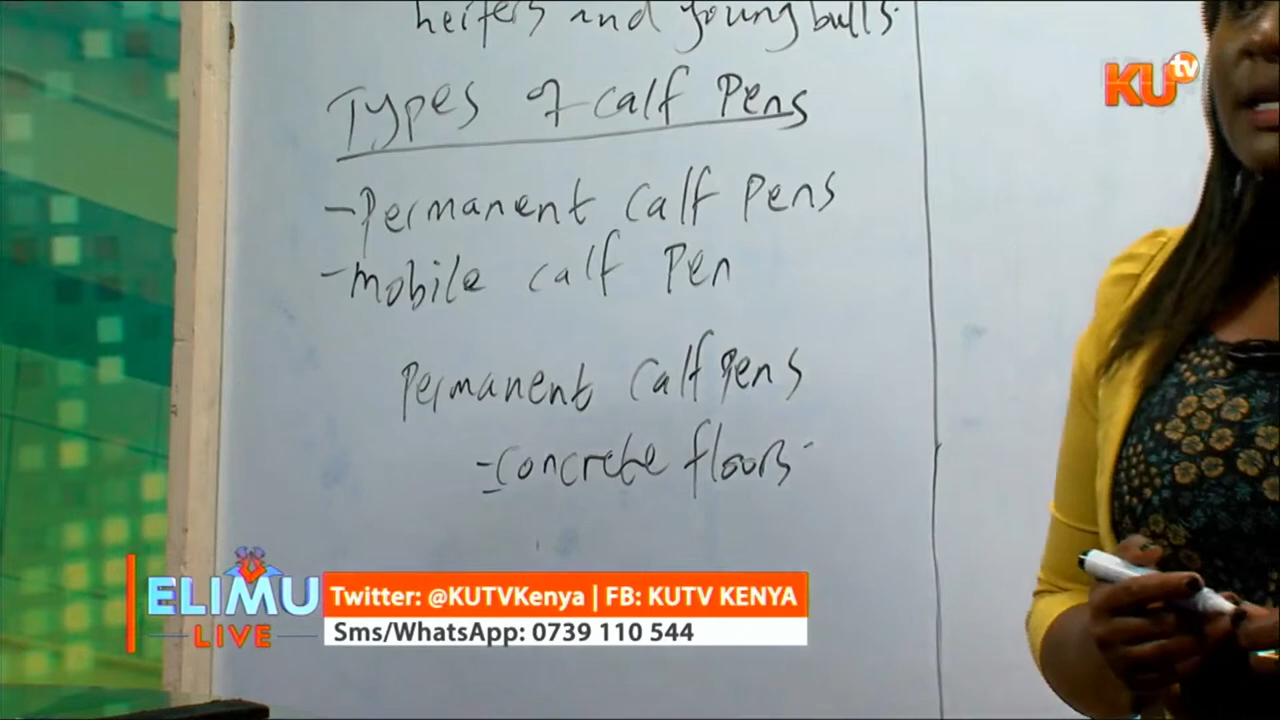 heifers and young bulls.
KU tv
Types of calf Pens
-Permanent calf pens
-mobile calf Pen
Permanent calf pens
-concrete floors
ELIMU
LIVE
Twitter: @KUTVKenya | FB: KUTV KENYA
Sms/WhatsApp: 0739 110 544